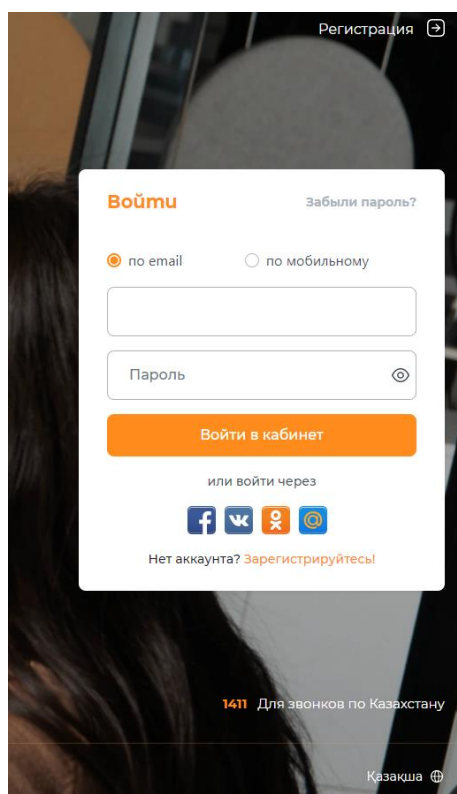 Регистрация
Войти
Забыли пароль?
по email
по мобильному
Пароль
Войти в кабинет
или войти через
Нет аккаунта? Зарегистрируйтесь!
1411 Для звонков по Казахстану
Қазақша